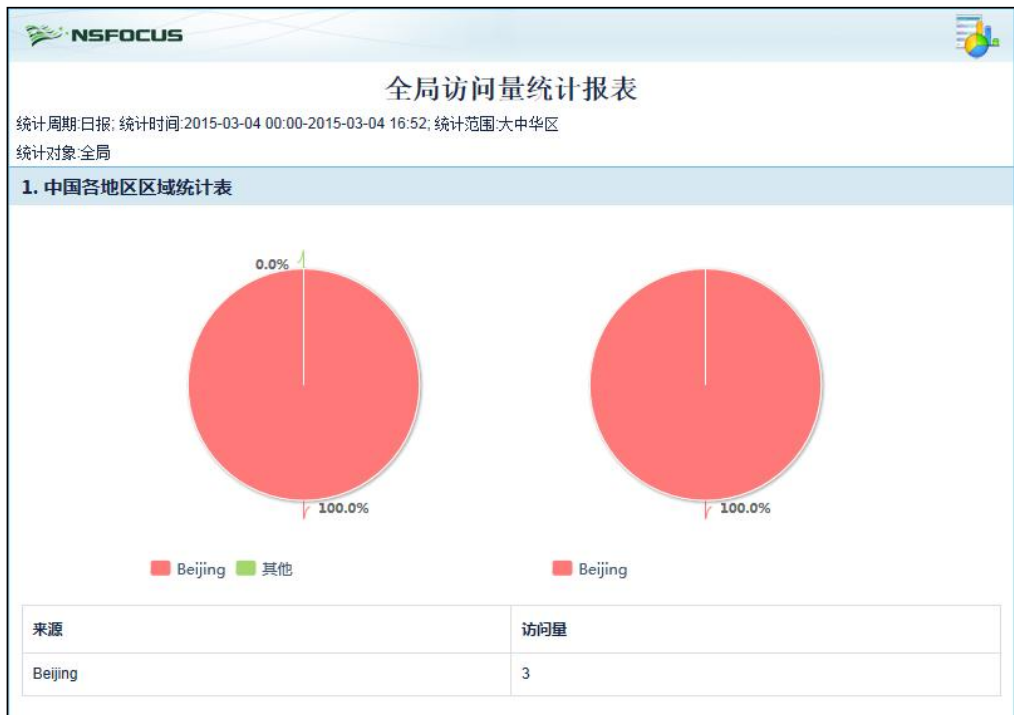 NSFOCUS
全局访问量统计报表
统计周期:日报; 统计时间:2015-03-04 00:00-2015-03-04 16:52; 统计范围:大中华区
统计对象:全局
1. 中国各地区区域统计表
0.0%
100.0%
100.0%
Beijing 其他
Beijing
来源 访问量
Beijing 3